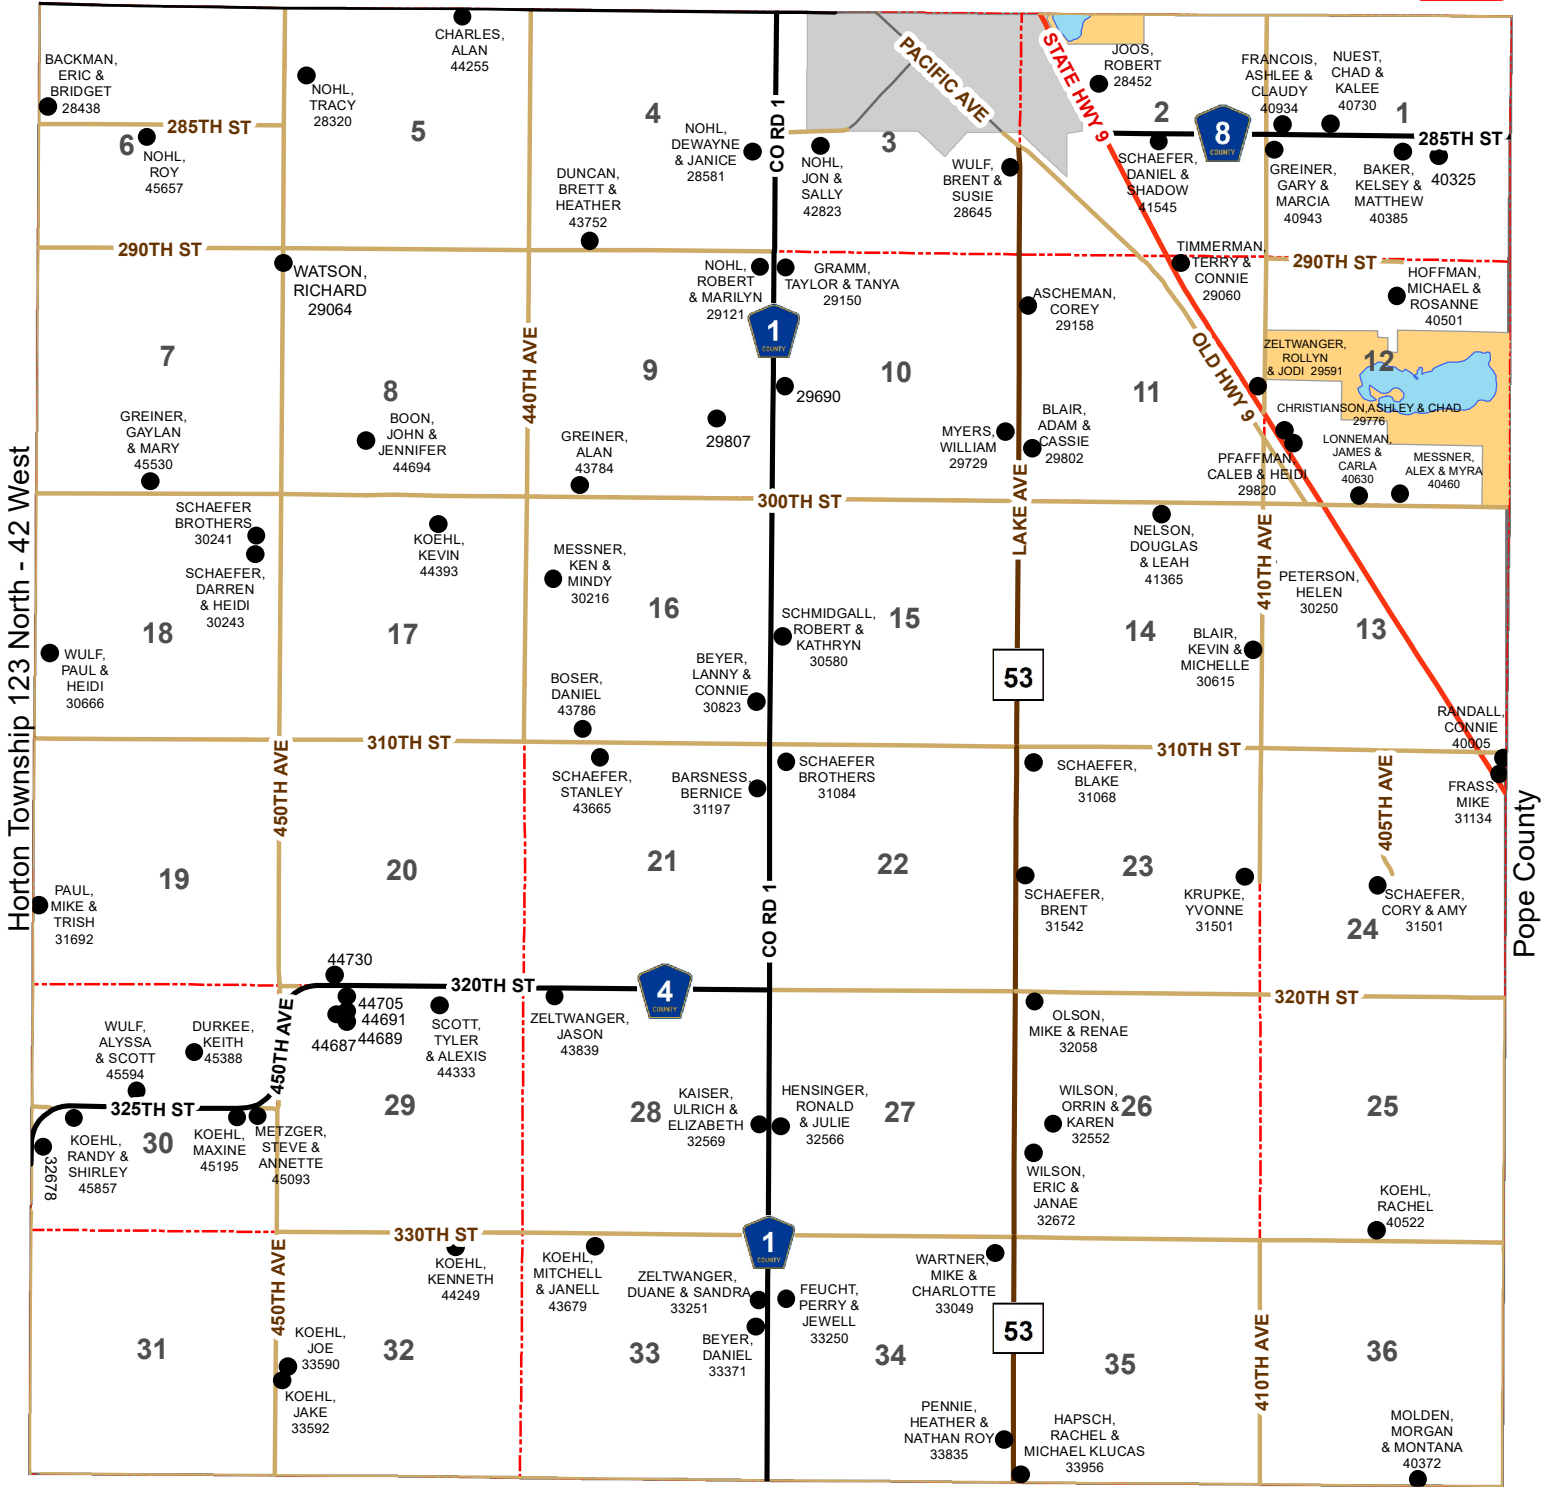 BACKMAN,
ERIC &
BRIDGET
28438
285TH ST
6
NOHL,
ROY
45657
NOHL,
TRACY
28320
CHARLES,
ALAN
44255
5
4
NOHL,
DEWAYNE
& JANICE
28581
DUNCAN,
BRETT &
HEATHER
43752
CO RD 1
PACIFIC AVE
3
NOHL,
JON &
SALLY
42823
WULF,
BRENT &
SUSIE
28645
STATE HWY 9
JOOS,
ROBERT
28452
2
8
COUNTY
SCHAEFER,
DANIEL &
SHADOW
41545
FRANCOIS,
ASHLEE &
CLAUDY
40934
NUEST,
CHAD &
KALEE
40730
1
285TH ST
GREINER,
GARY &
MARCIA
40943
BAKER,
KELSEY &
MATTHEW
40385
40325
290TH ST
WATSON,
RICHARD
29064
NOHL,
ROBERT
& MARILYN
29121
GRAMM,
TAYLOR & TANYA
29150
1
COUNTY
ASCHEMAN,
COREY
29158
TIMMERMAN,
TERRY &
CONNIE
29060
290TH ST
HOFFMAN,
MICHAEL &
ROSANNE
40501
7
8
440TH AVE
9
10
11
OLD HWY 9
ZELTWANGER,
ROLLYN
& JODI 29591
12
GREINER,
GAYLAN
& MARY
45530
BOON,
JOHN &
JENNIFER
44694
GREINER,
ALAN
43784
29807
29690
MYERS,
WILLIAM
29729
BLAIR,
ADAM &
CASSIE
29802
CHRISTIANSON,ASHLEY & CHAD
29776
PFAFFMAN,
CALEB & HEIDI
29820
LONNEMAN,
JAMES &
CARLA
40630
MESSNER,
ALEX & MYRA
40460
300TH ST
LAKE AVE
410TH AVE
Horton Township 123 North - 42 West
SCHAEFER
BROTHERS
30241
SCHAEFER,
DARREN
& HEIDI
30243
KOEHL,
KEVIN
44393
MESSNER,
KEN &
MINDY
30216
NELSON,
DOUGLAS
& LEAH
41365
PETERSON,
HELEN
30250
18
17
16
15
14
13
WULF,
PAUL &
HEIDI
30666
BOSER,
DANIEL
43786
BEYER,
LANNY &
CONNIE
30823
SCHMIDGALL,
ROBERT &
KATHRYN
30580
53
BLAIR,
KEVIN &
MICHELLE
30615
RANDALL,
CONNIE
40005
310TH ST
310TH ST
450TH AVE
SCHAEFER,
STANLEY
43665
BARSNESS,
BERNICE
31197
SCHAEFER
BROTHERS
31084
SCHAEFER,
BLAKE
31068
405TH AVE
FRASS,
MIKE
31134
Pope County
19
20
21
22
23
24
PAUL,
MIKE &
TRISH
31692
CO RD 1
SCHAEFER,
BRENT
31542
KRUPKE,
YVONNE
31501
SCHAEFER,
CORY & AMY
31501
44730
320TH ST
4
COUNTY
320TH ST
44705
44691
44687
44689
SCOTT,
TYLER
& ALEXIS
44333
ZELTWANGER,
JASON
43839
OLSON,
MIKE & RENAE
32058
WULF,
ALYSSA
& SCOTT
45594
DURKEE,
KEITH
45388
450TH AVE
325TH ST
30
29
28
27
26
25
32678
KOEHL,
RANDY &
SHIRLEY
45857
KOEHL,
MAXINE
45195
METZGER,
STEVE &
ANNETTE
45093
KAISER,
ULRICH &
ELIZABETH
32569
HENSINGER,
RONALD
& JULIE
32566
WILSON,
ORRIN &
KAREN
32552
WILSON,
ERIC &
JANAE
32672
KOEHL,
RACHEL
40522
330TH ST
1
COUNTY
450TH AVE
KOEHL,
KENNETH
44249
KOEHL,
MITCHELL
& JANELL
43679
ZELTWANGER,
DUANE & SANDRA
33251
FEUCHT,
PERRY &
JEWELL
33250
WARTNER,
MIKE &
CHARLOTTE
33049
53
410TH AVE
31
32
33
34
35
36
KOEHL,
JOE
33590
KOEHL,
JAKE
33592
BEYER,
DANIEL
33371
PENNIE,
HEATHER &
NATHAN ROY
33835
HAPSCH,
RACHEL &
MICHAEL KLUCAS
33956
MOLDEN,
MORGAN
& MONTANA
40372